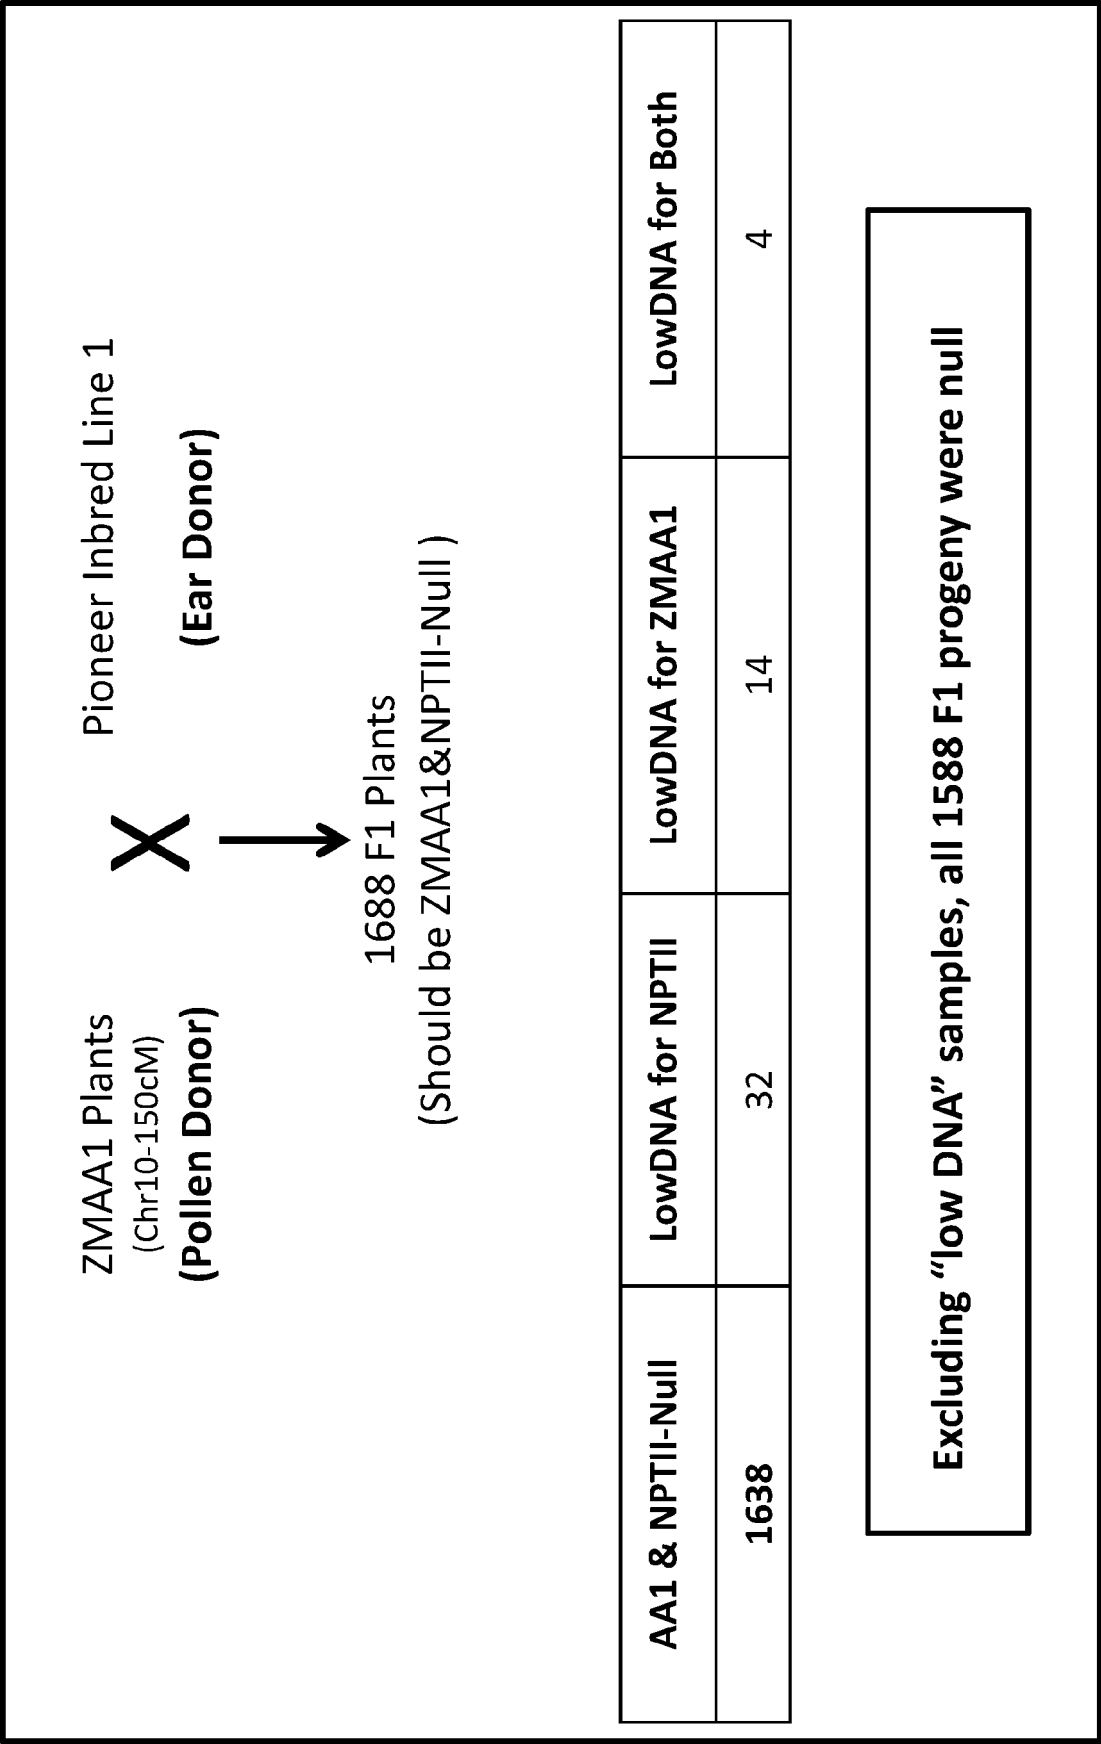 ZMAA1 Plants
(Chr10-150cM)
(Pollen Donor)
X
Pioneer Inbred Line 1
(Ear Donor)
1688 F1 Plants
(Should be ZMAA1&NPTII-Null )
AA1 & NPTII-Null
LowDNA for NPTII
LowDNA for ZMAA1
LowDNA for Both
1638
32
14
4
Excluding “low DNA” samples, all 1588 F1 progeny were null